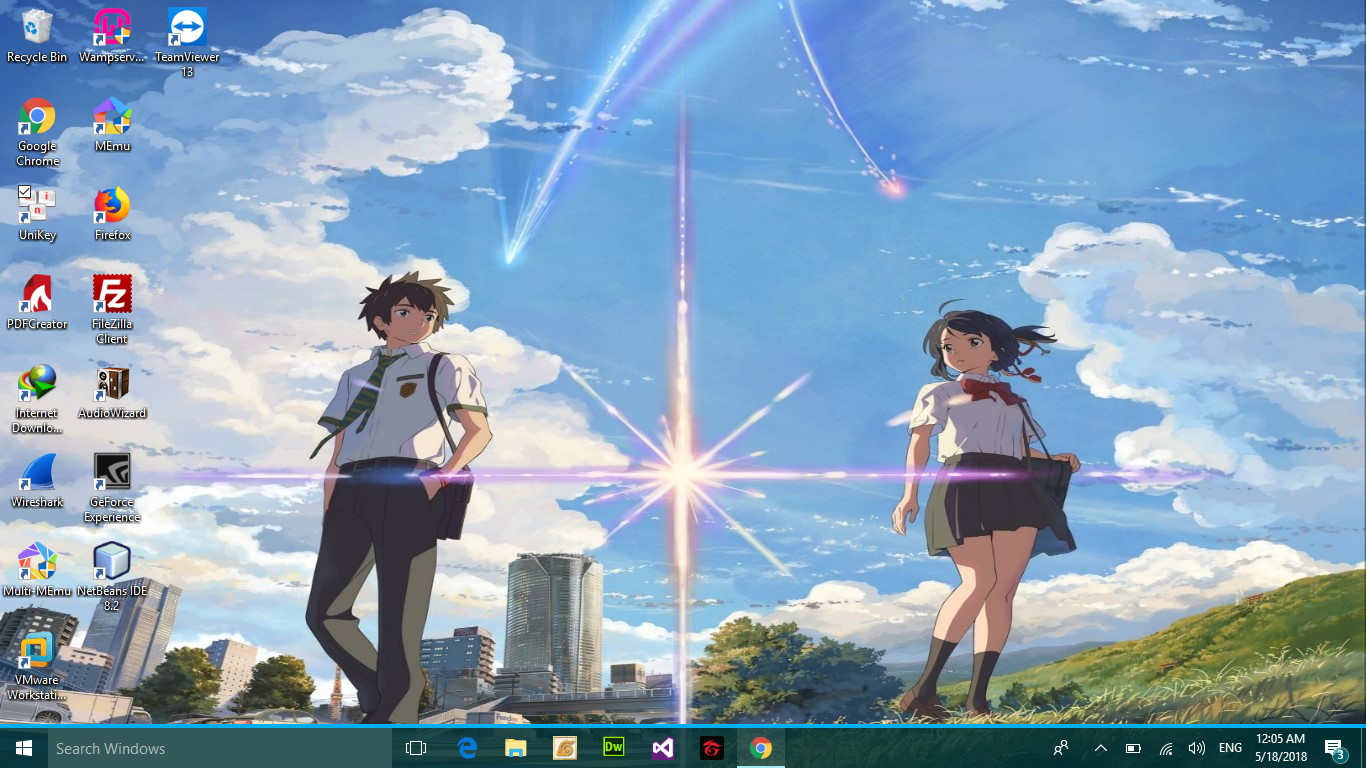 Recycle Bin
Wampserv...
TeamViewer
13
Google
Chrome
MEmu
UniKey
Firefox
PDFCreator
FileZilla
Client
Internet
Downlo...
AudioWizard
Wireshark
GeForce
Experience
Multi-MEmu
NetBeans IDE
8.2
VMware
Workstati...
Search Windows
Dw
ENG
12:05 AM
5/18/2018
3